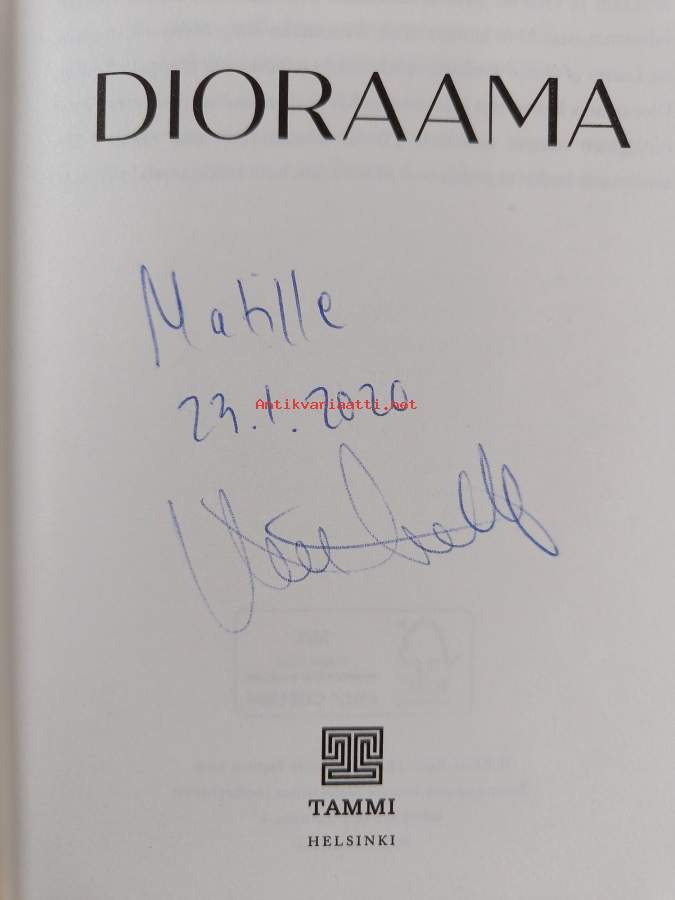 DIORAAMA
Matille
23.1.2020
Antikvariaatti.net
TAMMI
HELSINKI